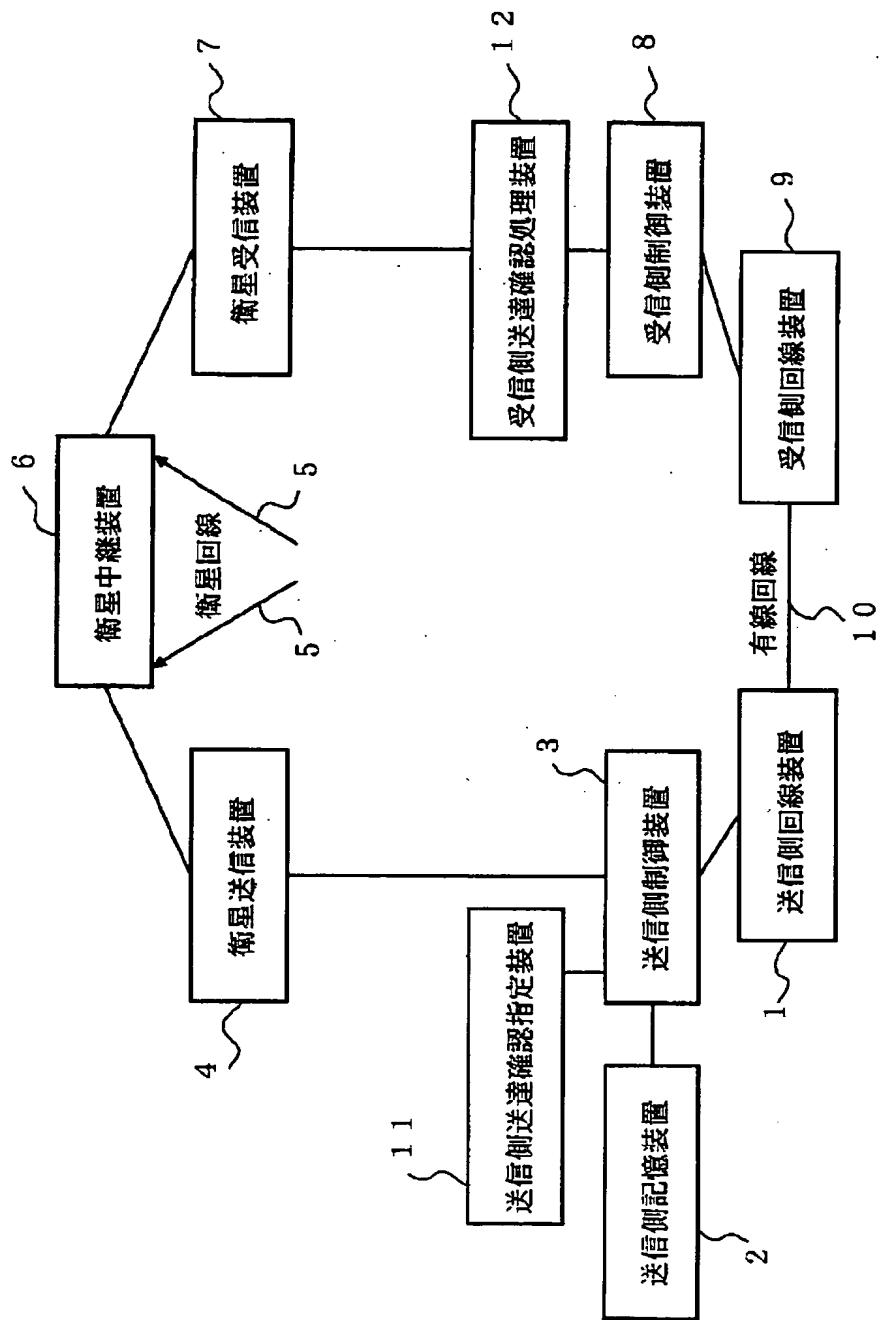 6
衛星中継装置
衛星回線
5
5
7
衛星受信装置
4
衛星送信装置
12
受信側送達確認処理装置
8
受信側制御装置
9
受信側回線装置
11
送信側送達確認指定装置
3
送信側制御装置
2
送信側記憶装置
1
送信側回線装置
有線回線
10